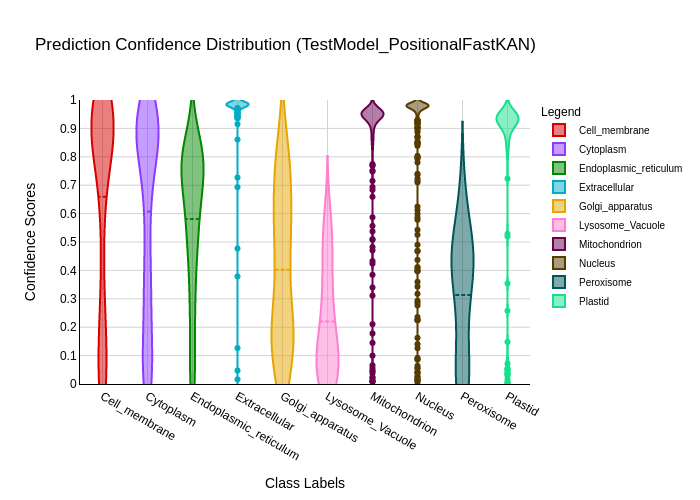 Prediction Confidence Distribution (TestModel_PositionalFastKAN)
Legend
Cell_membrane
Cytoplasm
Endoplasmic_reticulum
Extracellular
Golgi_apparatus
Lysosome_Vacuole
Mitochondrion
Nucleus
Peroxisome
Plastid
Confidence Scores
1
0.9
0.8
0.7
0.6
0.5
0.4
0.3
0.2
0.1
0
Cell_membrane
Cytoplasm
Endoplasmic_reticulum
Extracellular
Golgi_apparatus
Lysosome_Vacuole
Mitochondrion
Nucleus
Peroxisome
Plastid
Class Labels